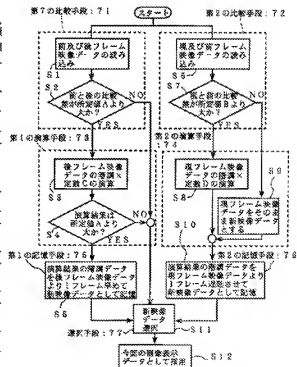 スタート
第1の比較手段:71
第2の比較手段:72
前及び後フレーム
映像データの読み
込み
S1
現及び前フレーム
映像データの読み
込み
S6
S2
前と後の比較
差が所定値Aより
大か?
NO
YES
S7
現と前の比較
差が所定値Bより
大か?
NO
YES
第1の演算手段:73
第2の演算手段:
74
後フレーム映像
データの階調×
定数Cの演算
S3
現フレーム映像
データの階調×
定数Dの演算
S8
S9
現フレーム映像
データをそのま
ま新映像データ
とする
演算結果は
所定値Aより
大か?
NO
S4
YES
S10
第1の記憶手段:75
第2の記憶手段:76
演算結果の階調データ
を後フレーム映像データ
より1フレーム早めて
新映像データとして記憶
S5
演算結果の階調データを
現フレーム映像データより
1フレーム遅延させて
新映像データとして記憶
選択手段:77
新映像
データ
選択
S11
今回の画像表示
データとして採用
S12